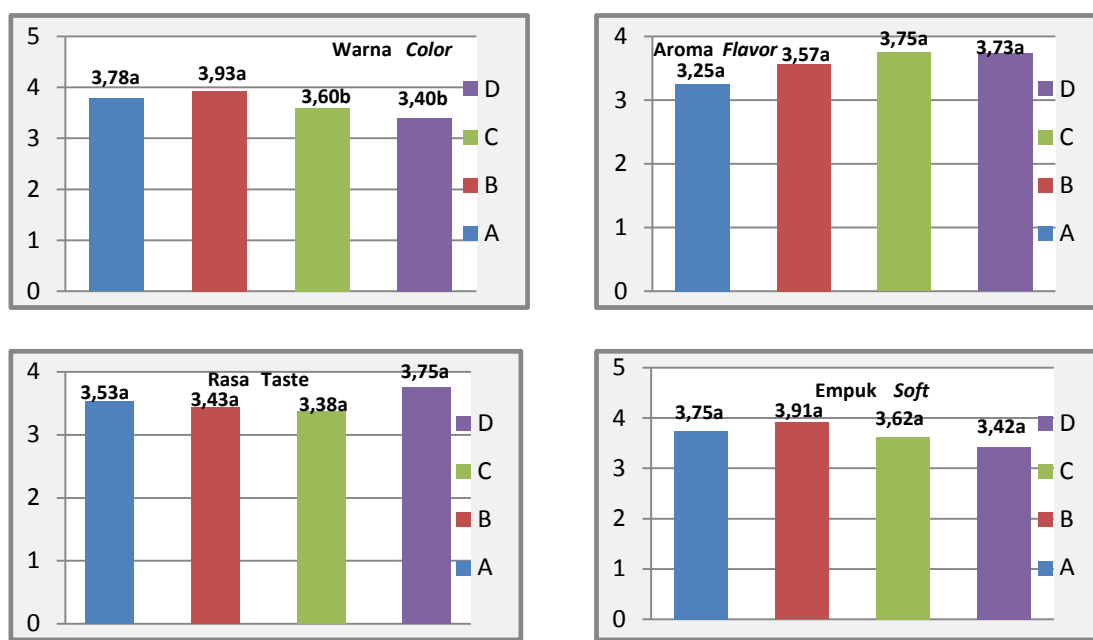 Warna Color
5
4
3
2
1
0
3,78a
3,93a
3,60b
3,40b
D
C
B
A
Aroma Flavor
4
3
2
1
0
3,25a
3,57a
3,75a
3,73a
D
C
B
A
Rasa Taste
4
3
2
1
0
3,53a
3,43a
3,38a
3,75a
D
C
B
A
Empuk Soft
5
4
3
2
1
0
3,75a
3,91a
3,62a
3,42a
D
C
B
A